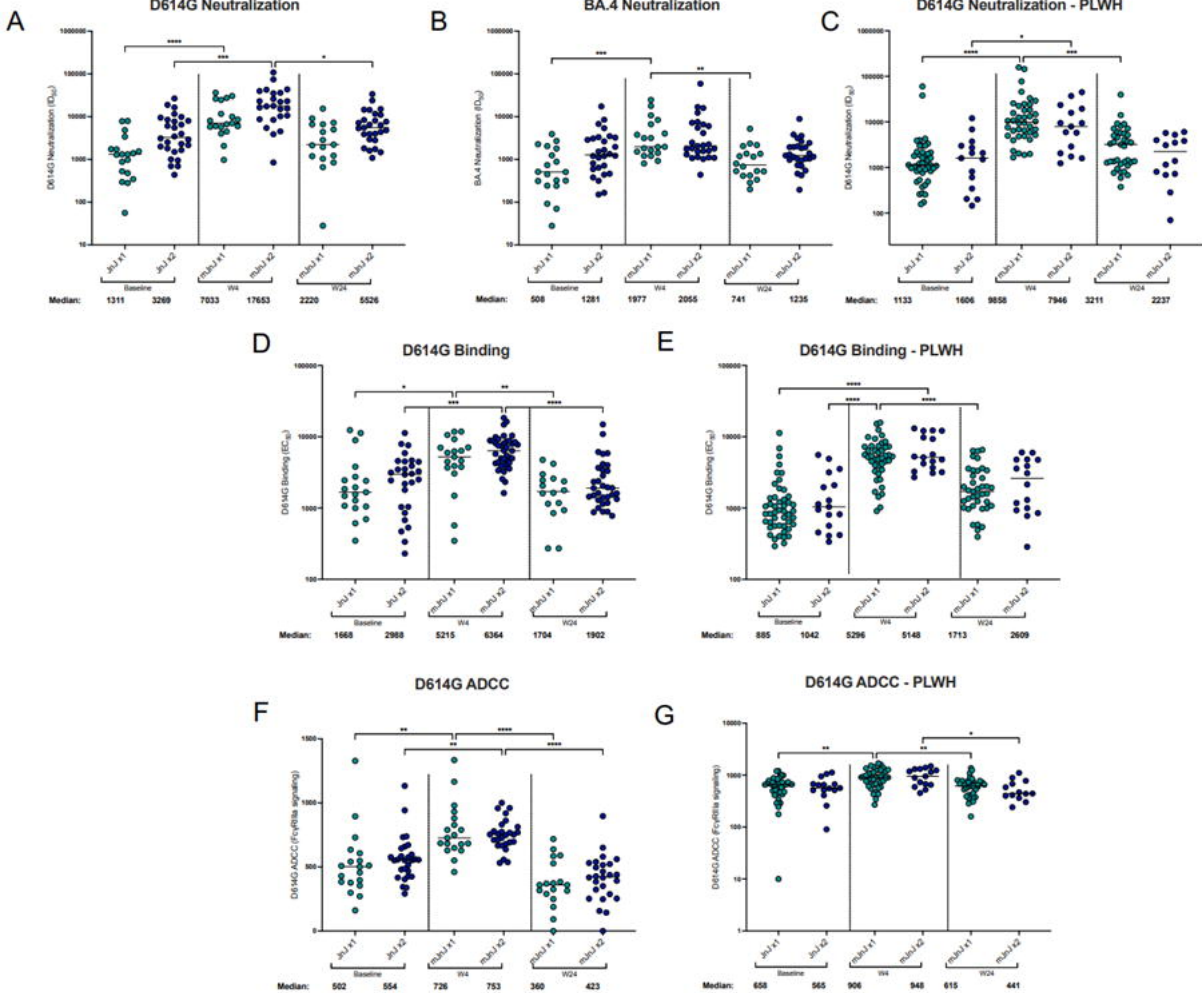 A
D614G Neutralization
D614G Neutralization (ID50)
1000000
100000
10000
1000
100
10
****
***
*
JnJ x1
JnJ x2
mJnJ x1
mJnJ x2
mJnJ x1
mJnJ x2
Baseline
W4
W24
Median: 1311 3269 7033 17653 2220 5526
B
BA.4 Neutralization
BA.4 Neutralization (ID50)
1000000
100000
10000
1000
100
10
***
**
JnJ x1
JnJ x2
mJnJ x1
mJnJ x2
mJnJ x1
mJnJ x2
Baseline
W4
W24
Median: 508 1281 1977 2055 741 1235
C
D614G Neutralization - PLWH
D614G Neutralization (ID50)
1000000
100000
10000
1000
100
*
****
***
JnJ x1
JnJ x2
mJnJ x1
mJnJ x2
mJnJ x1
mJnJ x2
Baseline
W4
W24
Median: 1133 1606 9858 7946 3211 2237
D
D614G Binding
D614G Binding (EC50)
100000
10000
1000
100
*
**
***
****
JnJ x1
JnJ x2
mJnJ x1
mJnJ x2
mJnJ x1
mJnJ x2
Baseline
W4
W24
Median: 1668 2988 5215 6364 1704 1902
E
D614G Binding - PLWH
D614G Binding (EC50)
100000
10000
1000
100
****
****
****
JnJ x1
JnJ x2
mJnJ x1
mJnJ x2
mJnJ x1
mJnJ x2
Baseline
W4
W24
Median: 885 1042 5296 5148 1713 2609
F
D614G ADCC
D614G ADCC (FcγRIIIa signaling)
1500
1000
500
0
**
****
**
****
JnJ x1
JnJ x2
mJnJ x1
mJnJ x2
mJnJ x1
mJnJ x2
Baseline
W4
W24
Median: 502 554 726 753 360 423
G
D614G ADCC - PLWH
D614G ADCC (FcγRIIIa signaling)
10000
1000
100
10
1
*
**
**
JnJ x1
JnJ x2
mJnJ x1
mJnJ x2
mJnJ x1
mJnJ x2
Baseline
W4
W24
Median: 658 565 906 948 615 441